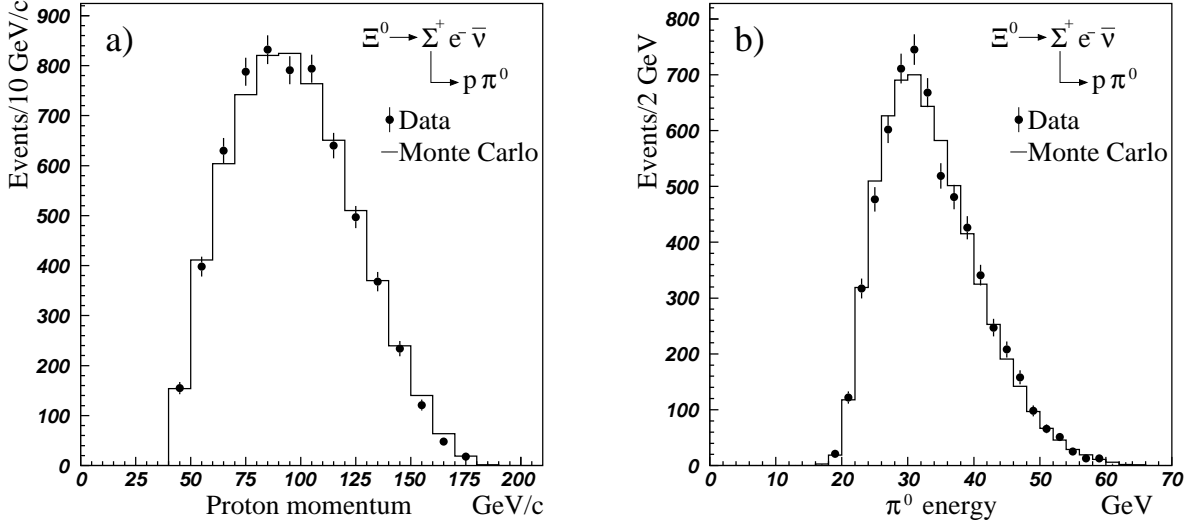 a)
Ξ⁰ → Σ⁺ e⁻ ν̄
→ p π⁰
Data
Monte Carlo
Events/10 GeV/c
900
800
700
600
500
400
300
200
100
0
0 25 50 75 100 125 150 175 200
Proton momentum GeV/c
b)
Ξ⁰ → Σ⁺ e⁻ ν̄
→ p π⁰
Data
Monte Carlo
Events/2 GeV
800
700
600
500
400
300
200
100
0
0 10 20 30 40 50 60 70
π⁰ energy GeV